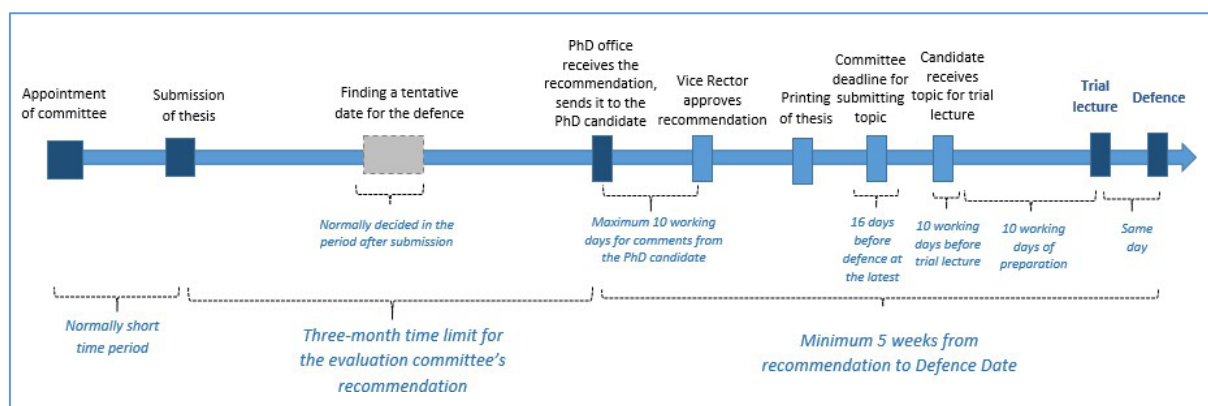 Appointment
of committee
Submission
of thesis
Finding a tentative
date for the defence
PhD office
receives the
recommendation,
sends it to the
PhD candidate
Vice Rector
approves
recommendation
Printing
of thesis
Committee
deadline for
submitting
topic
Candidate
receives
topic for trial
lecture
Trial
lecture
Defence
Normally decided in the
period after submission
Maximum 10 working
days for comments from
the PhD candidate
16 days
before
defence at
the latest
10 working
days before
trial lecture
10 working
days of
preparation
Same
day
Normally short
time period
Three-month time limit for
the evaluation committee's
recommendation
Minimum 5 weeks from
recommendation to Defence Date